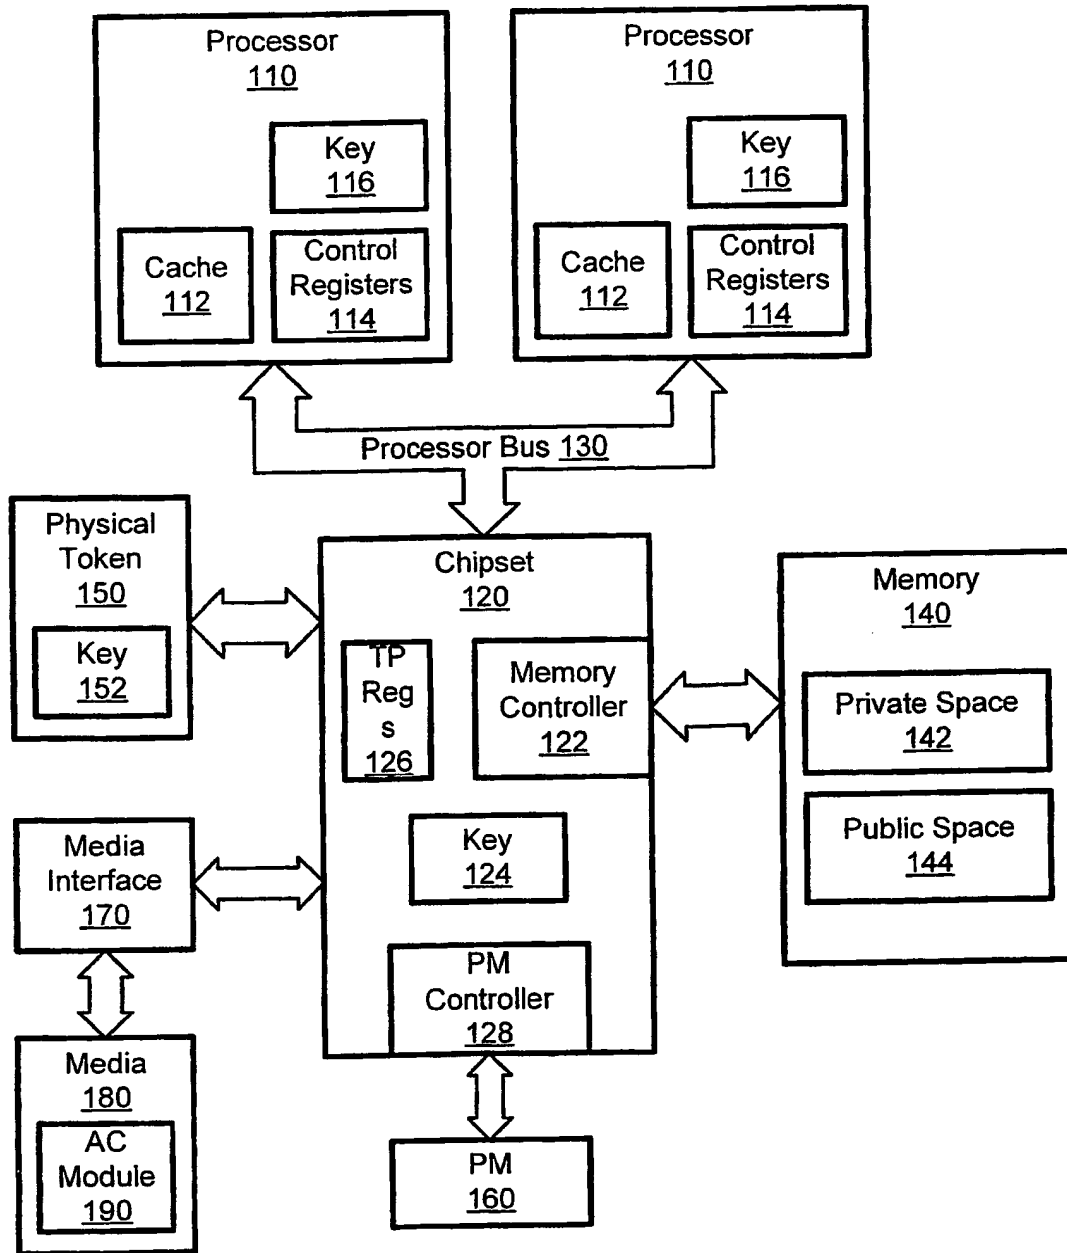 Processor
110
Key
116
Cache
112
Control
Registers
114
Processor
110
Key
116
Cache
112
Control
Registers
114
Processor Bus 130
Physical
Token
150
Key
152
Chipset
120
TP
Reg
s
126
Memory
Controller
122
Key
124
PM
Controller
128
Memory
140
Private Space
142
Public Space
144
Media
Interface
170
Media
180
AC
Module
190
PM
160